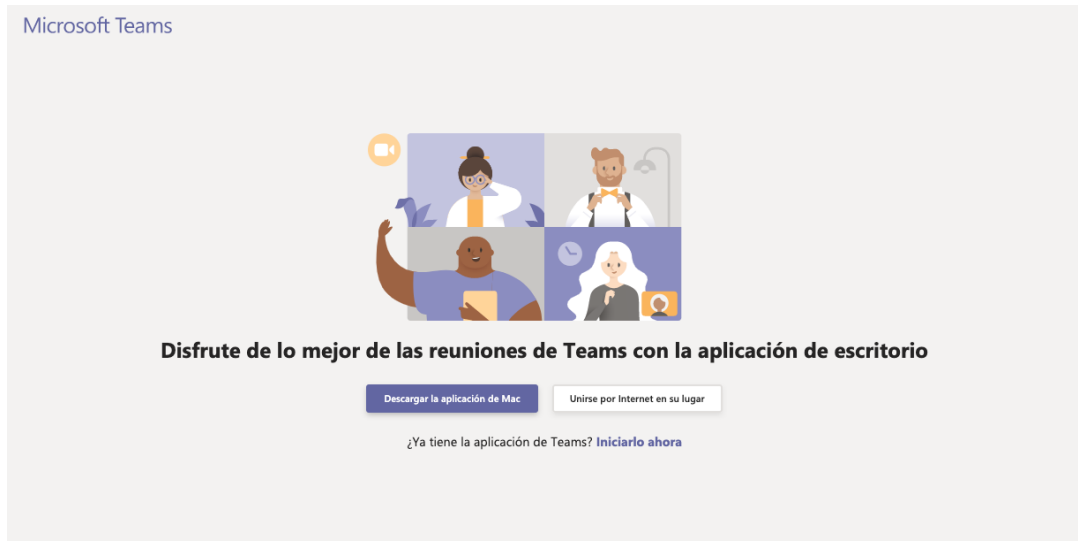 Microsoft Teams
Disfrute de lo mejor de las reuniones de Teams con la aplicación de escritorio
Descargar la aplicación de Mac
Unirse por Internet en su lugar
¿Ya tiene la aplicación de Teams? Iniciarlo ahora